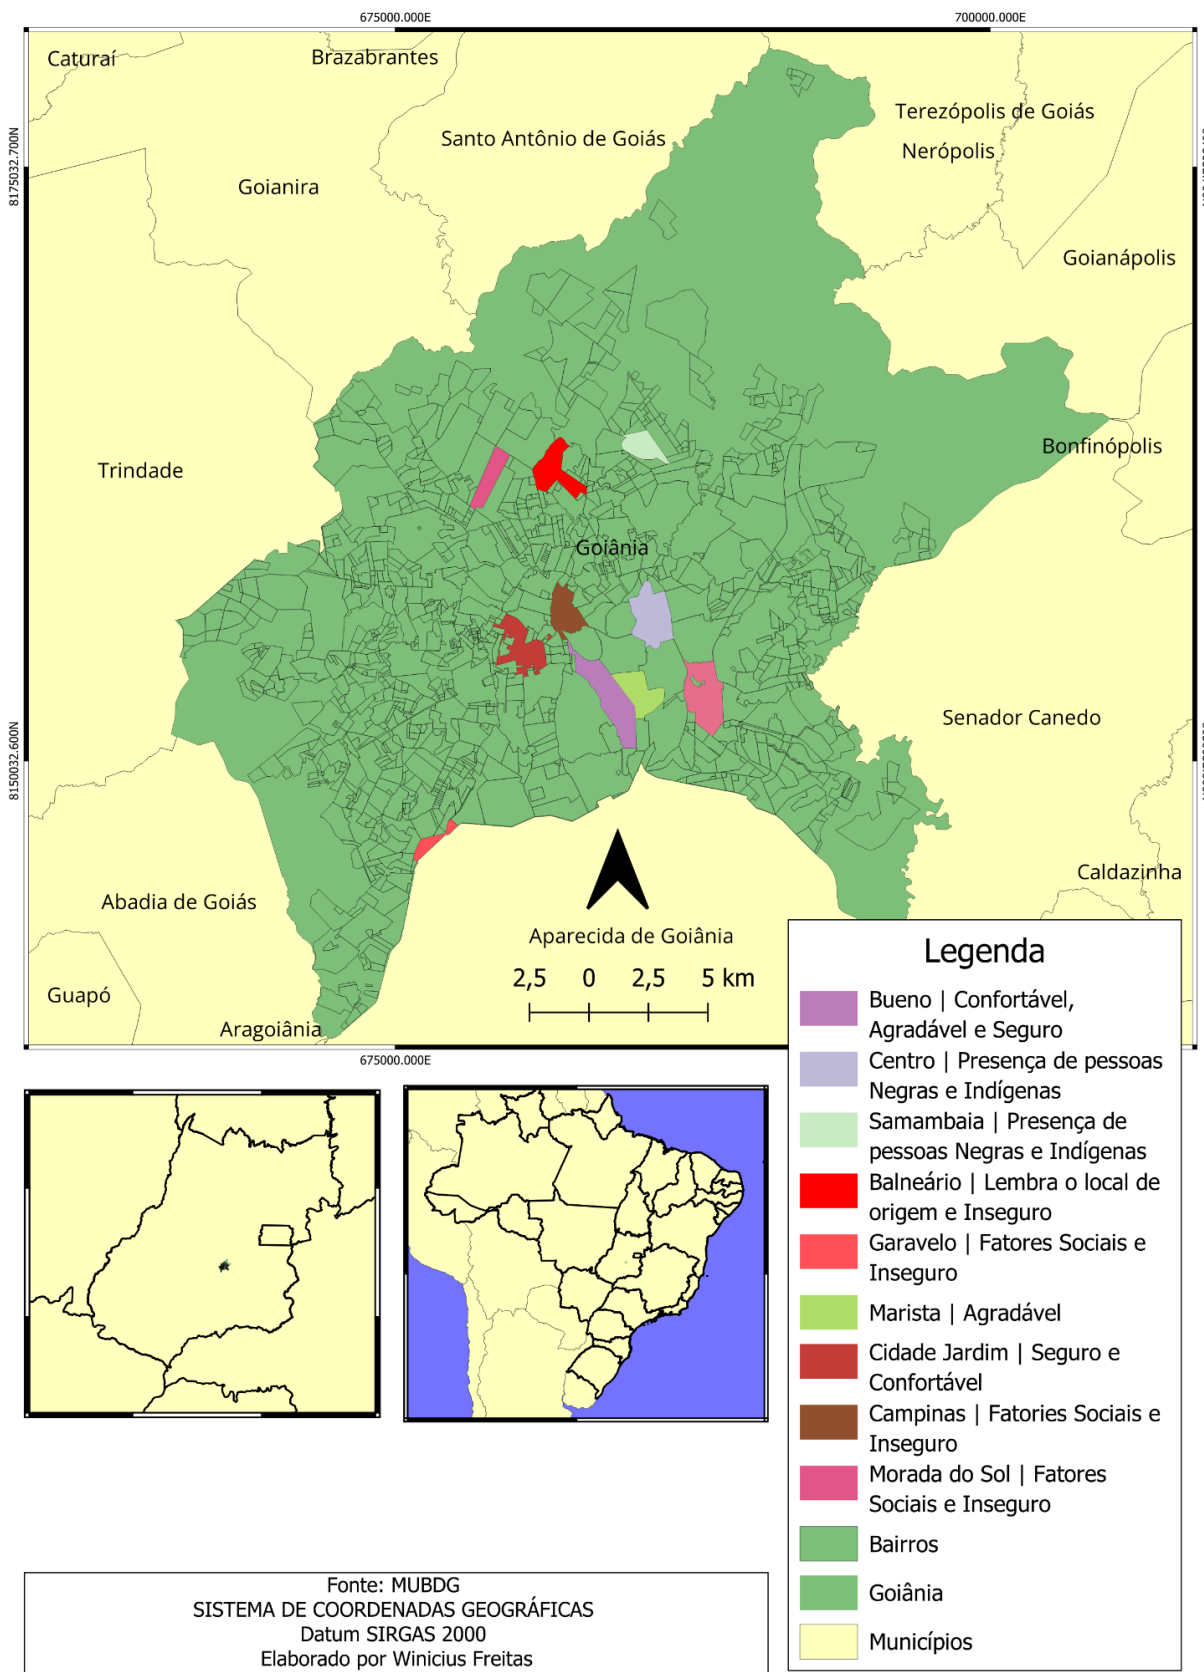 675000.000E
700000.000E
Caturaí
Brazabrantes
Terezópolis de Goiás
Santo Antônio de Goiás
Nerópolis
8175032.700N
Goianira
Goianápolis
Bonfinópolis
Trindade
Goiânia
Senador Canedo
8150032.600N
Caldazinha
Abadia de Goiás
Aparecida de Goiânia
2,5 0 2,5 5 km
Guapó
Aragoiânia
675000.000E
Legenda
Bueno | Confortável,
Agradável e Seguro
Centro | Presença de pessoas
Negras e Indígenas
Samambaia | Presença de
pessoas Negras e Indígenas
Balneário | Lembra o local de
origem e Inseguro
Garavelo | Fatores Sociais e
Inseguro
Marista | Agradável
Cidade Jardim | Seguro e
Confortável
Campinas | Fatories Sociais e
Inseguro
Morada do Sol | Fatores
Sociais e Inseguro
Bairros
Goiânia
Municípios
Fonte: MUBDG
SISTEMA DE COORDENADAS GEOGRÁFICAS
Datum SIRGAS 2000
Elaborado por Winicius Freitas